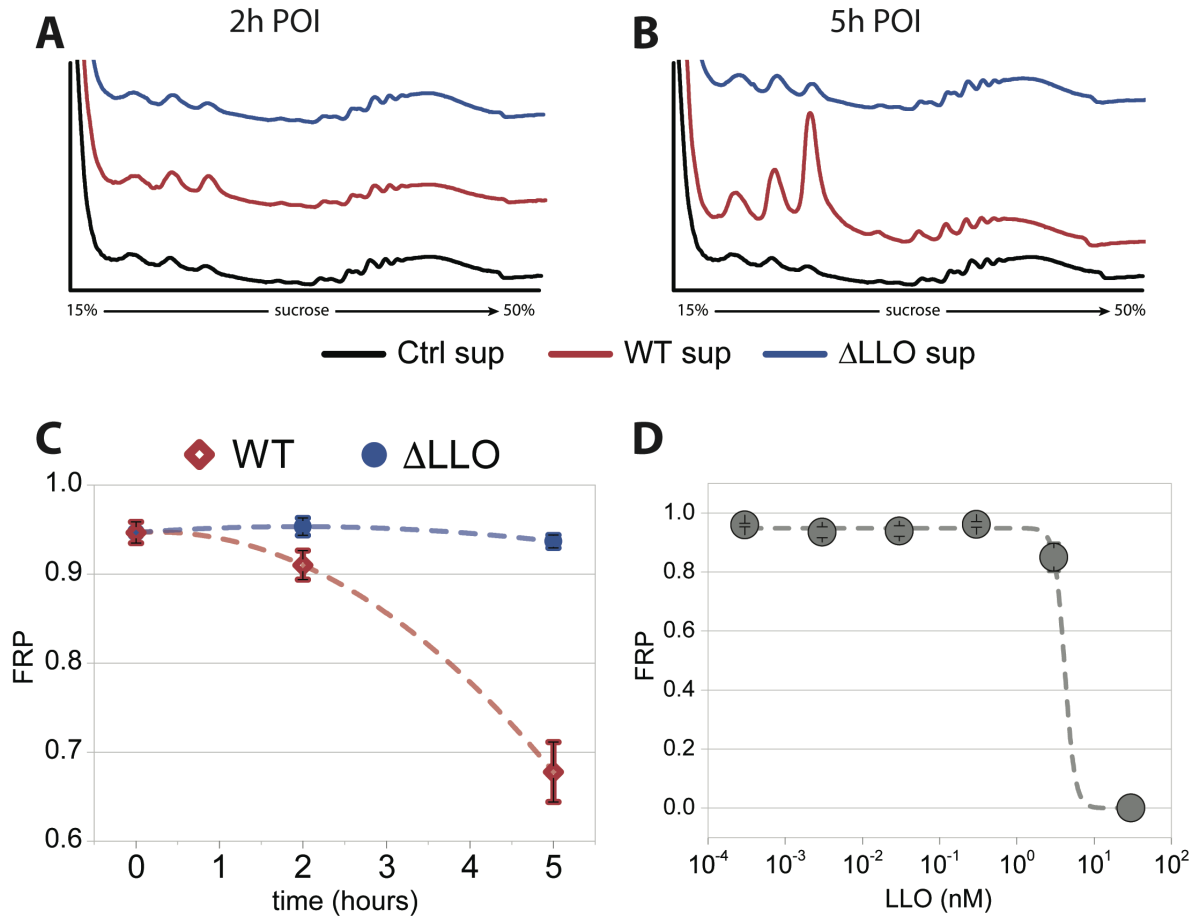 A 2h POI
B 5h POI
15% sucrose 50%
15% sucrose 50%
Ctrl sup WT sup ΔLLO sup
C WT ΔLLO
1.0
0.9
0.8
0.7
0.6
FRP
0 1 2 3 4 5
time (hours)
D
1.0
0.8
0.6
0.4
0.2
0.0
FRP
10⁻⁴ 10⁻³ 10⁻² 10⁻¹ 10⁰ 10¹ 10²
LLO (nM)